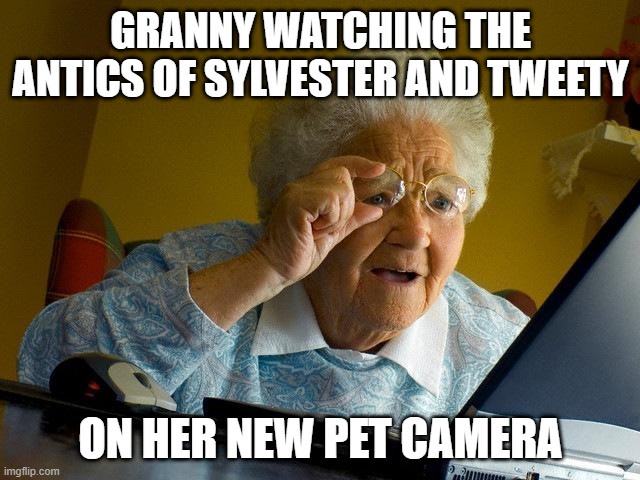 GRANNY WATCHING THE
ANTICS OF SYLVESTER AND TWEETY
ON HER NEW PET CAMERA
imgflip.com